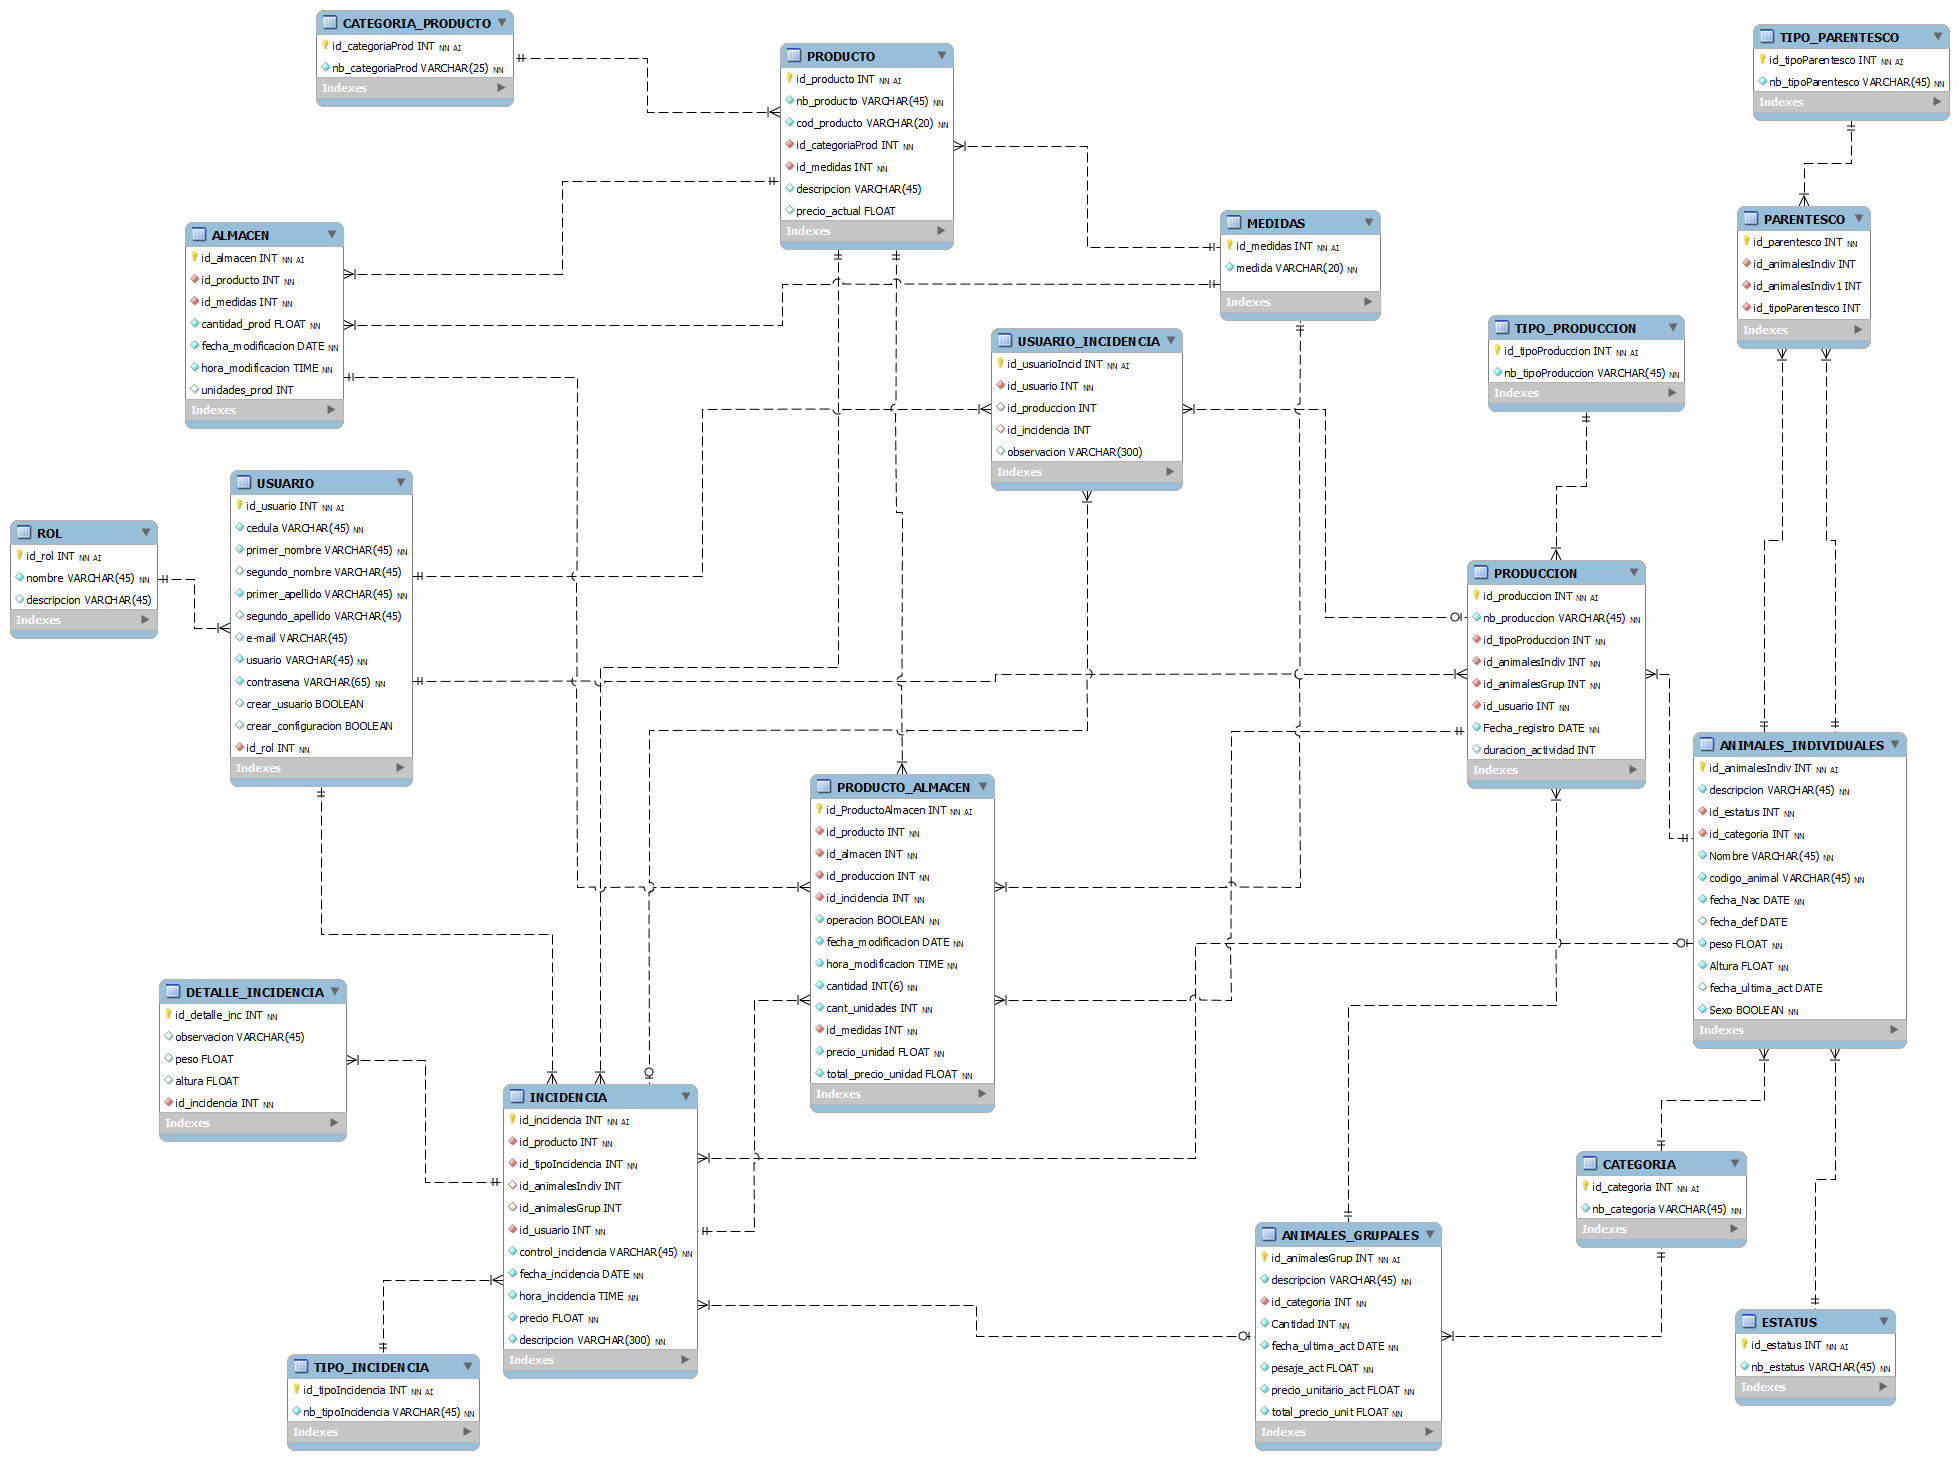 CATEGORIA_PRODUCTO
id_categoriaProd INT NN AI
nb_categoriaProd VARCHAR(25) NN
Indexes
PRODUCTO
id_producto INT NN AI
nb_producto VARCHAR(45) NN
cod_producto VARCHAR(20) NN
id_categoriaProd INT NN
id_medidas INT NN
descripcion VARCHAR(45)
precio_actual FLOAT
Indexes
TIPO_PARENTESCO
id_tipoParentesco INT NN AI
nb_tipoParentesco VARCHAR(45) NN
Indexes
ALMACEN
id_almacen INT NN AI
id_producto INT NN
id_medidas INT NN
cantidad_prod FLOAT NN
fecha_modificacion DATE NN
hora_modificacion TIME NN
unidades_prod INT
Indexes
MEDIDAS
id_medidas INT NN AI
medida VARCHAR(20) NN
Indexes
PARENTESCO
id_parentesco INT NN
id_animalesIndiv INT
id_animalesIndiv1 INT
id_tipoParentesco INT
Indexes
USUARIO_INCIDENCIA
id_usuarioIncid INT NN AI
id_usuario INT NN
id_produccion INT
id_incidencia INT
observacion VARCHAR(300)
Indexes
TIPO_PRODUCCION
id_tipoProduccion INT NN AI
nb_tipoProduccion VARCHAR(45) NN
Indexes
ROL
id_rol INT NN AI
nombre VARCHAR(45) NN
descripcion VARCHAR(45)
Indexes
USUARIO
id_usuario INT NN AI
cedula VARCHAR(45) NN
primer_nombre VARCHAR(45) NN
segundo_nombre VARCHAR(45)
primer_apellido VARCHAR(45) NN
segundo_apellido VARCHAR(45)
e-mail VARCHAR(45)
usuario VARCHAR(45) NN
contrasena VARCHAR(65) NN
crear_usuario BOOLEAN
crear_configuracion BOOLEAN
id_rol INT NN
Indexes
PRODUCCION
id_produccion INT NN AI
nb_produccion VARCHAR(45) NN
id_tipoProduccion INT NN
id_animalesIndiv INT NN
id_animalesGrup INT NN
id_usuario INT NN
Fecha_registro DATE NN
duracion_actividad INT
Indexes
ANIMALES_INDIVIDUALES
id_animalesIndiv INT NN AI
descripcion VARCHAR(45) NN
id_estatus INT NN
id_categoria INT NN
Nombre VARCHAR(45) NN
codigo_animal VARCHAR(45) NN
fecha_Nac DATE NN
fecha_def DATE
peso FLOAT NN
Altura FLOAT NN
fecha_ultima_act DATE
Sexo BOOLEAN NN
Indexes
PRODUCTO_ALMACEN
id_ProductoAlmacen INT NN AI
id_producto INT NN
id_almacen INT NN
id_produccion INT NN
id_incidencia INT NN
operacion BOOLEAN NN
fecha_modificacion DATE NN
hora_modificacion TIME NN
cantidad INT(6) NN
cant_unidades INT NN
id_medidas INT NN
precio_unidad FLOAT NN
total_precio_unidad FLOAT NN
Indexes
DETALLE_INCIDENCIA
id_detalle_inc INT NN
observacion VARCHAR(45)
peso FLOAT
altura FLOAT
id_incidencia INT NN
Indexes
INCIDENCIA
id_incidencia INT NN AI
id_producto INT NN
id_tipoIncidencia INT NN
id_animalesIndiv INT
id_animalesGrup INT
id_usuario INT NN
control_incidencia VARCHAR(45) NN
fecha_incidencia DATE NN
hora_incidencia TIME NN
precio FLOAT NN
descripcion VARCHAR(300) NN
Indexes
CATEGORIA
id_categoria INT NN AI
nb_categoria VARCHAR(45) NN
Indexes
ANIMALES_GRUPALES
id_animalesGrup INT NN AI
descripcion VARCHAR(45) NN
id_categoria INT NN
Cantidad INT NN
fecha_ultima_act DATE NN
pesaje_act FLOAT NN
precio_unitario_act FLOAT NN
total_precio_unit FLOAT NN
Indexes
ESTATUS
id_estatus INT NN AI
nb_estatus VARCHAR(45) NN
Indexes
TIPO_INCIDENCIA
id_tipoIncidencia INT NN AI
nb_tipoIncidencia VARCHAR(45) NN
Indexes